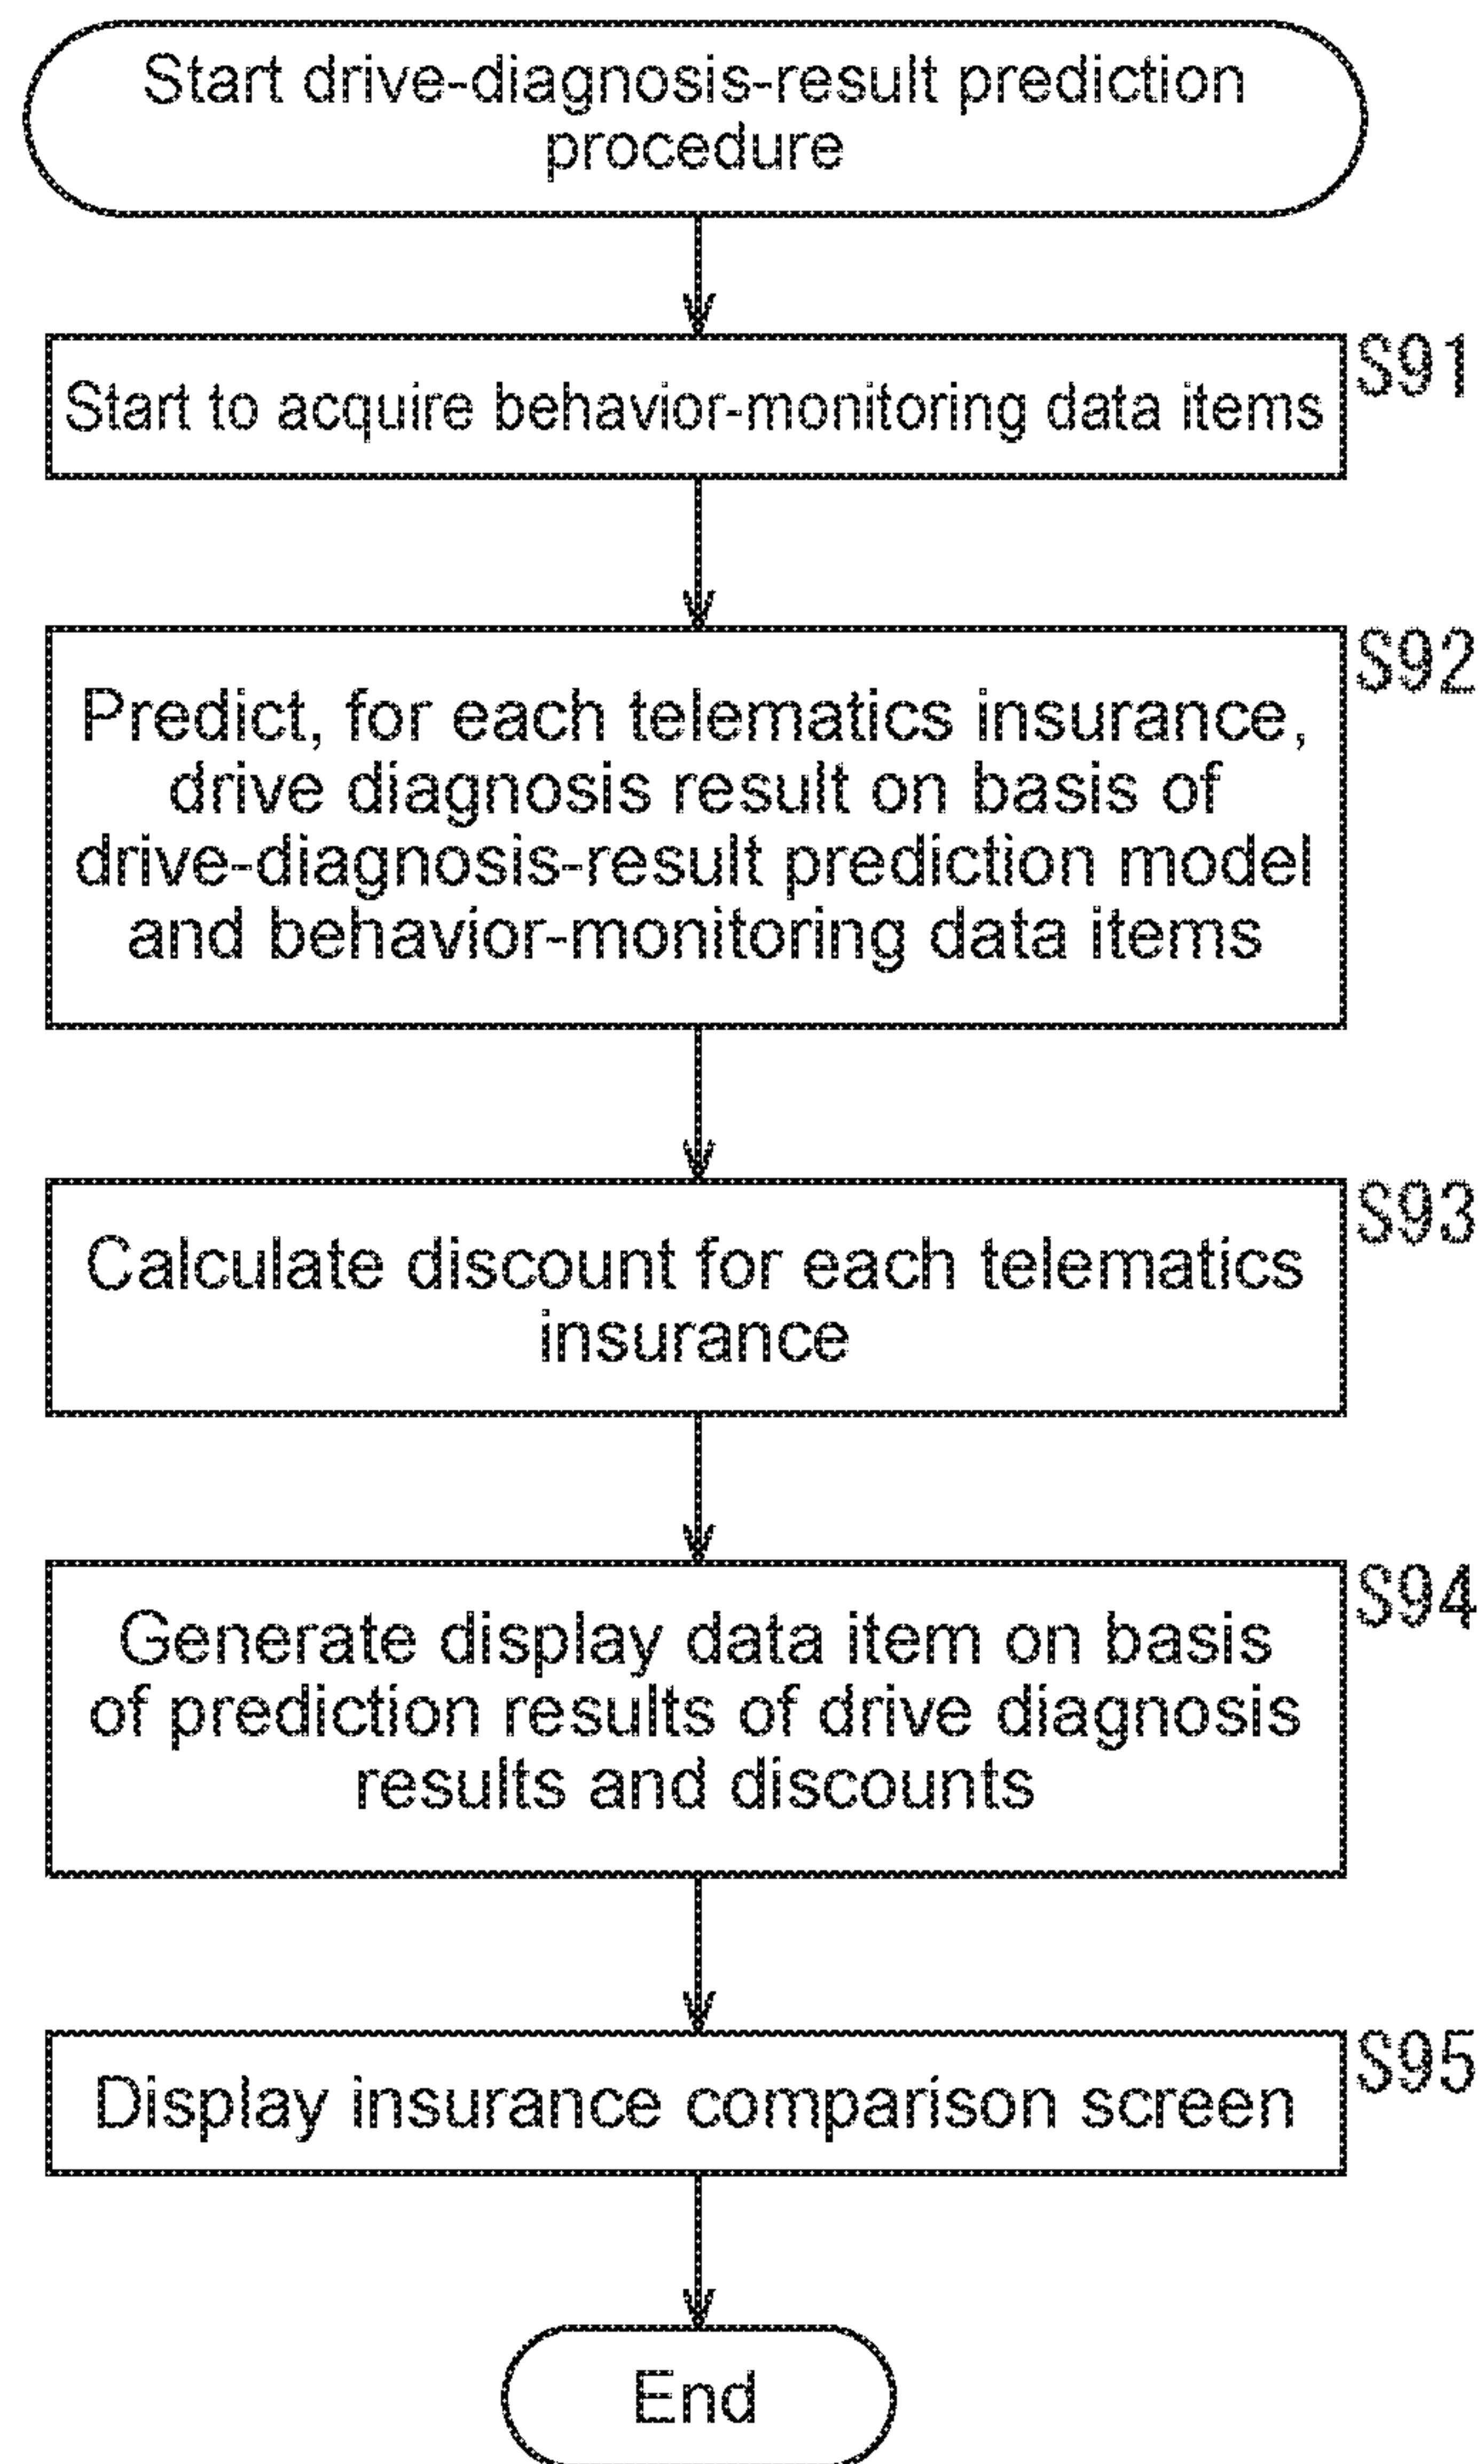 Start drive-diagnosis-result prediction
procedure
S91
Start to acquire behavior-monitoring data items
S92
Predict, for each telematics insurance,
drive diagnosis result on basis of
drive-diagnosis-result prediction model
and behavior-monitoring data items
S93
Calculate discount for each telematics
insurance
S94
Generate display data item on basis
of prediction results of drive diagnosis
results and discounts
S95
Display insurance comparison screen
End